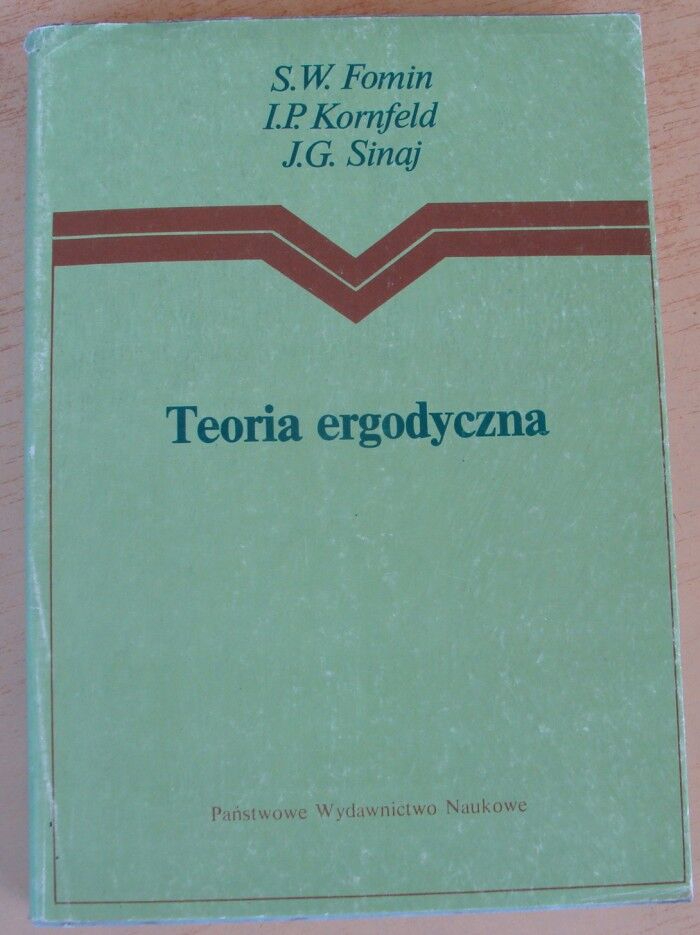 S.W. Fomin
I.P. Kornfeld
J.G. Sinaj
Teoria ergodyczna
Państwowe Wydawnictwo Naukowe